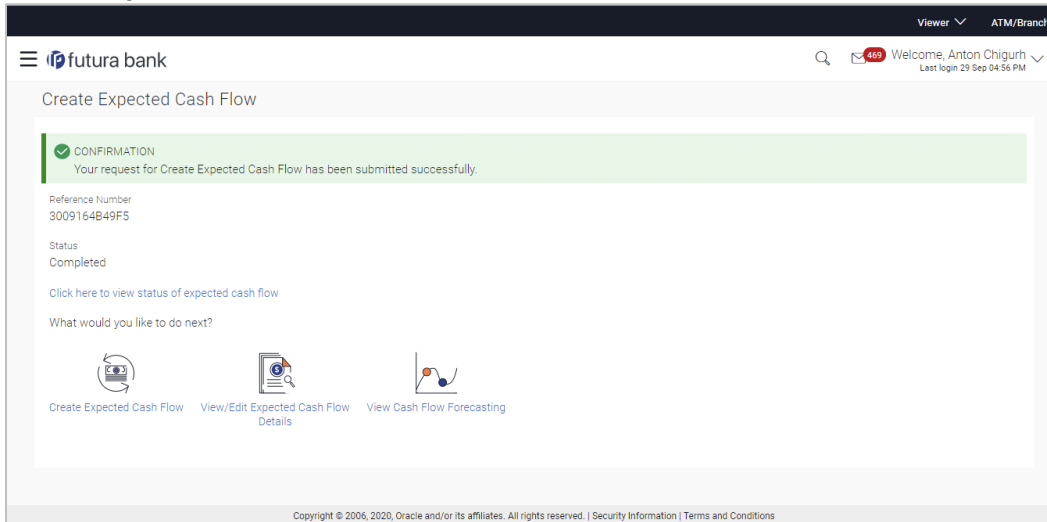 Viewer ATM/Branch
futura bank
469 Welcome, Anton Chigurh
Last login 29 Sep 04:56 PM
Create Expected Cash Flow
CONFIRMATION
Your request for Create Expected Cash Flow has been submitted successfully.
Reference Number
3009164B49F5
Status
Completed
Click here to view status of expected cash flow
What would you like to do next?
Create Expected Cash Flow View/Edit Expected Cash Flow View Cash Flow Forecasting
Details
Copyright © 2006, 2020, Oracle and/or its affiliates. All rights reserved. | Security Information | Terms and Conditions